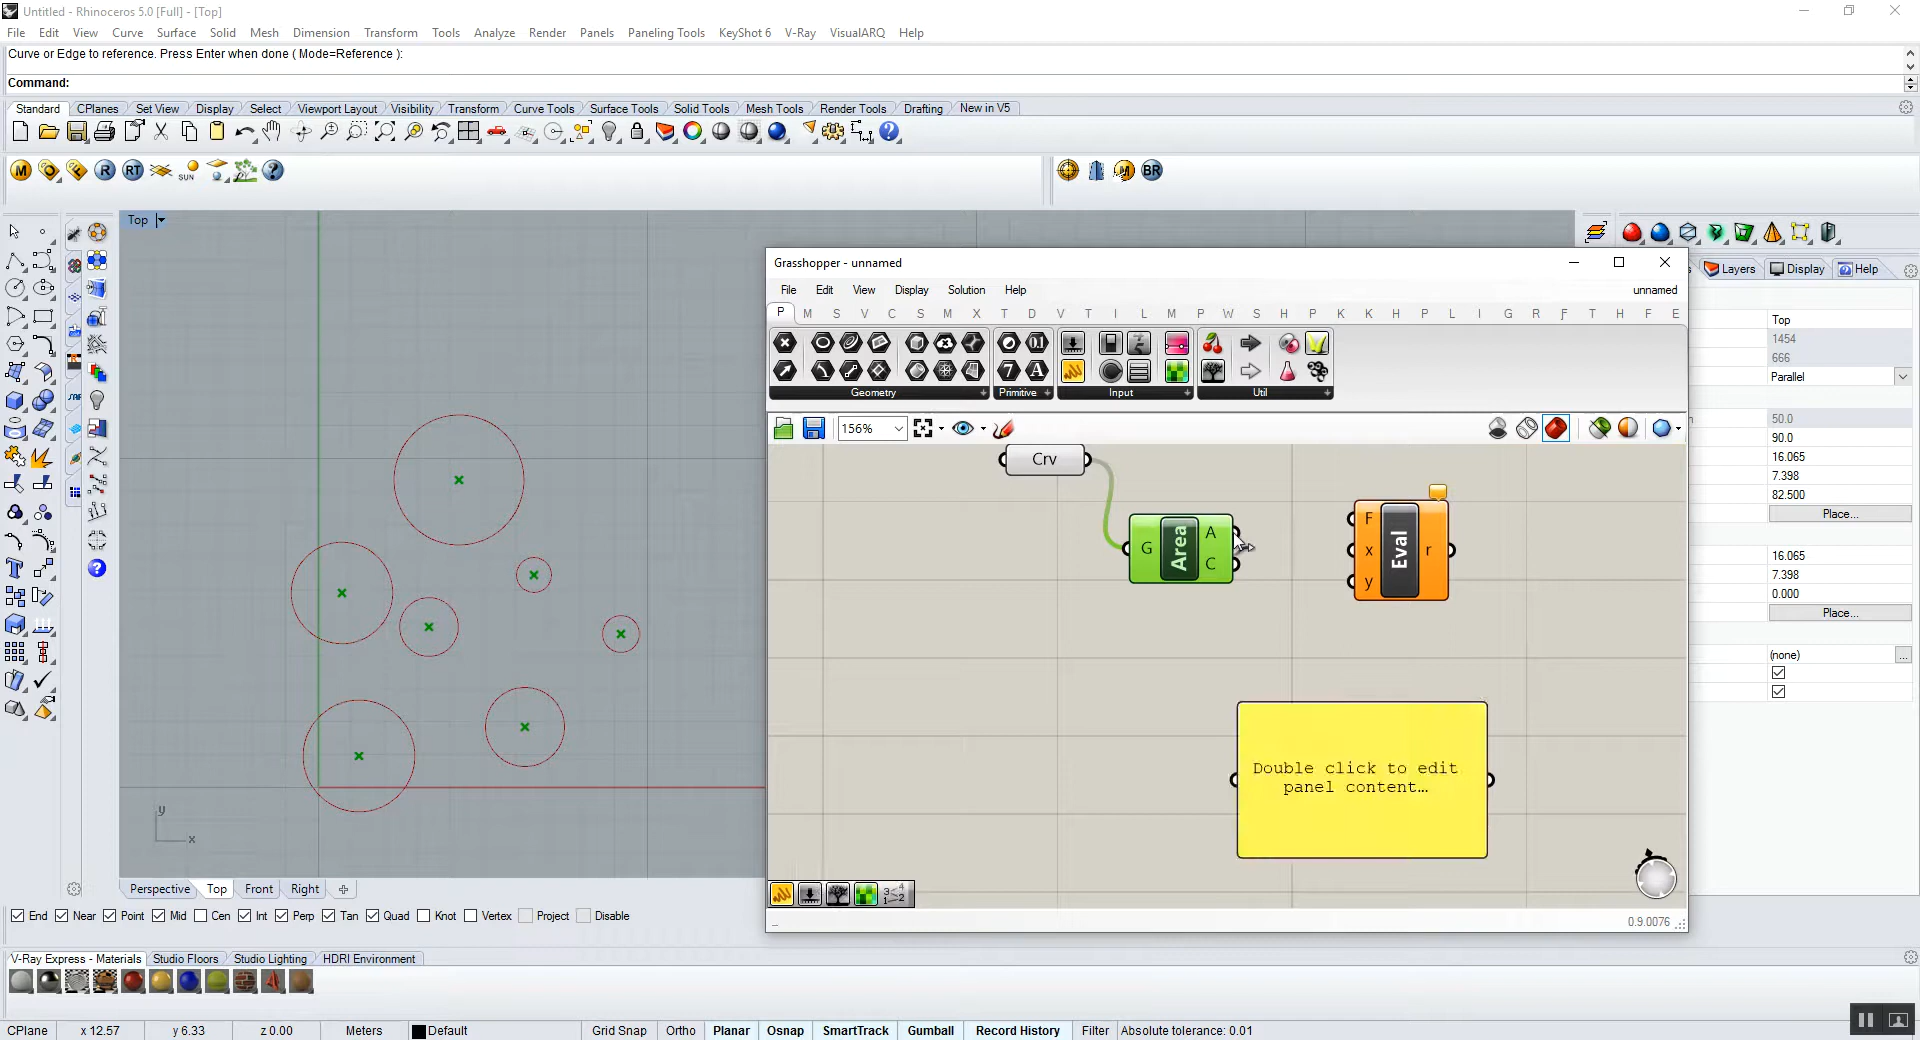 Untitled - Rhinoceros 5.0 [Full] - [Top]
File Edit View Curve Surface Solid Mesh Dimension Transform Tools Analyze Render Panels Paneling Tools KeyShot 6 V-Ray VisualARQ Help
Curve or Edge to reference. Press Enter when done ( Mode=Reference ):
Command:
Standard CPlanes Set View Display Select Viewport Layout Visibility Transform Curve Tools Surface Tools Solid Tools Mesh Tools Render Tools Drafting New in V5
M R RT SUN M BR
Top
Layers Display Help
Grasshopper - unnamed
File Edit View Display Solution Help unnamed
P M S V C S M X T D V T I L M P W S H P K K H P L I G R F T H F E
Geometry Primitive Input Util
156%
Crv
G Area A C
F x y Eval r
Double click to edit
panel content…
0.9.0076
Top
1454
666
Parallel
50.0
90.0
16.065
7.398
82.500
Place...
16.065
7.398
0.000
Place...
(none) ...
y
x
Perspective Top Front Right
End Near Point Mid Cen Int Perp Tan Quad Knot Vertex Project Disable
V-Ray Express - Materials Studio Floors Studio Lighting HDRI Environment
CPlane x 12.57 y 6.33 z 0.00 Meters Default Grid Snap Ortho Planar Osnap SmartTrack Gumball Record History Filter Absolute tolerance: 0.01